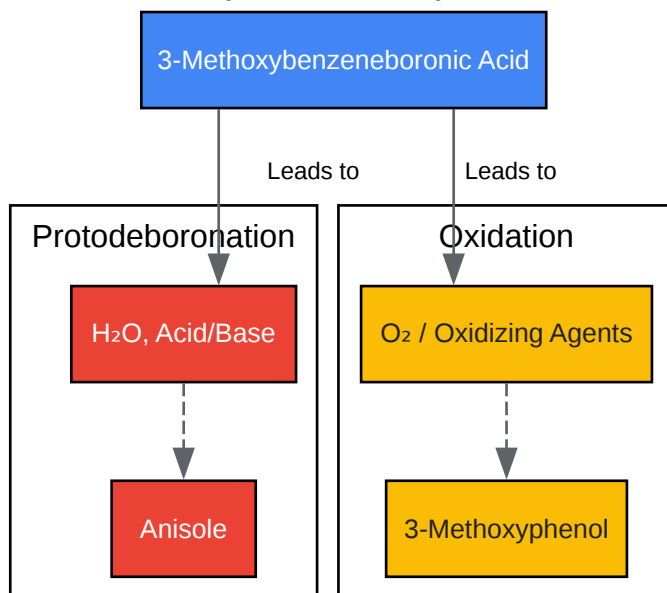 3-Methoxybenzeneboronic Acid
Leads to
Leads to
Protodeboronation
Oxidation
H₂O, Acid/Base
O₂ / Oxidizing Agents
Anisole
3-Methoxyphenol